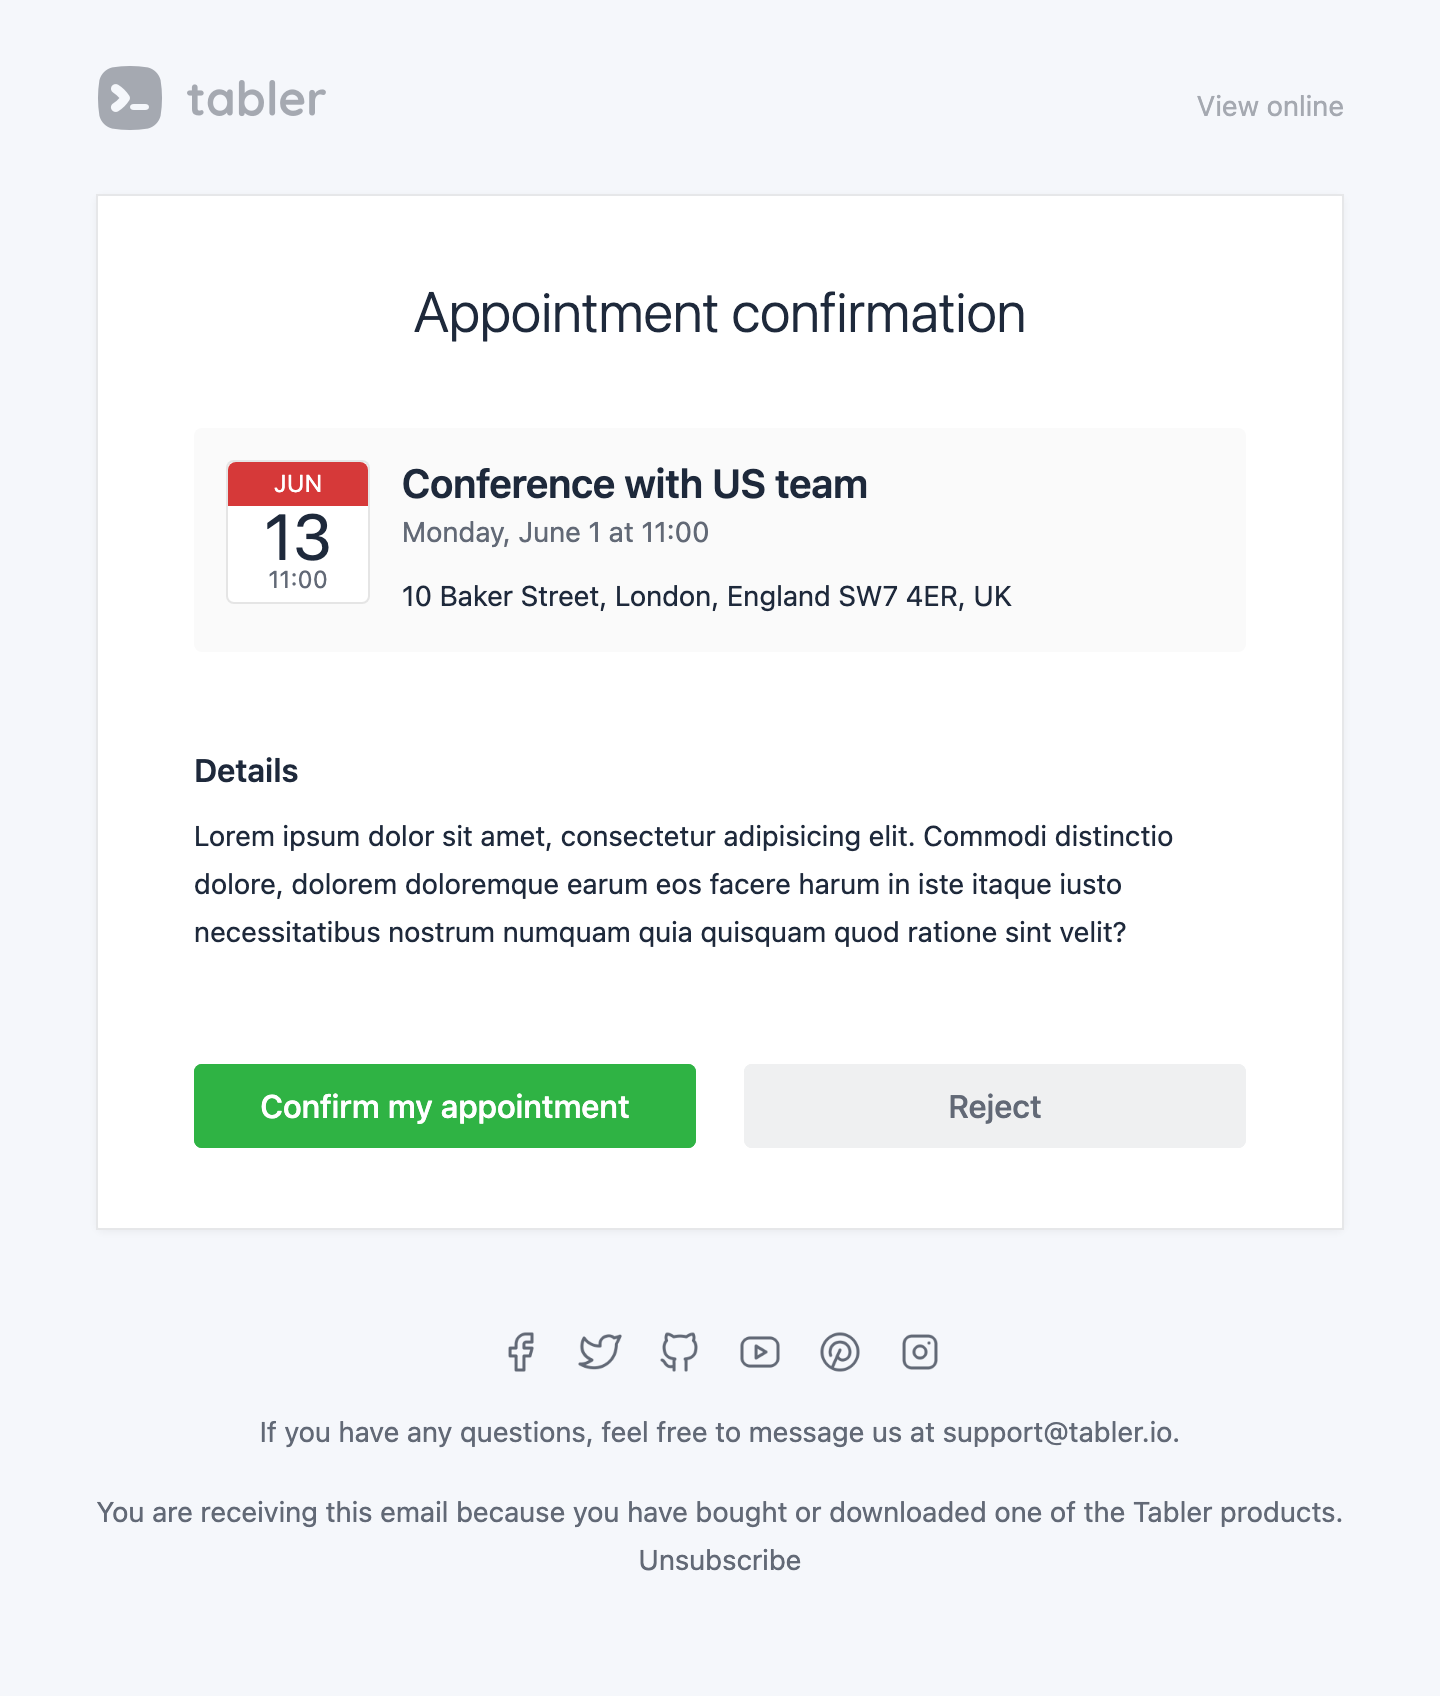 tabler
View online
Appointment confirmation
JUN
13
11:00
Conference with US team
Monday, June 1 at 11:00
10 Baker Street, London, England SW7 4ER, UK
Details
Lorem ipsum dolor sit amet, consectetur adipisicing elit. Commodi distinctio
dolore, dolorem doloremque earum eos facere harum in iste itaque iusto
necessitatibus nostrum numquam quia quisquam quod ratione sint velit?
Confirm my appointment
Reject
If you have any questions, feel free to message us at support@tabler.io.
You are receiving this email because you have bought or downloaded one of the Tabler products.
Unsubscribe